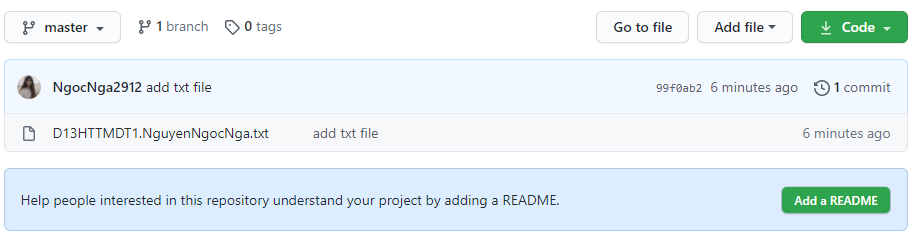 master 1 branch 0 tags Go to file Add file Code
NgocNga2912 add txt file 99f0ab2 6 minutes ago 1 commit
D13HTTMDT1.NguyenNgocNga.txt add txt file 6 minutes ago
Help people interested in this repository understand your project by adding a README. Add a README